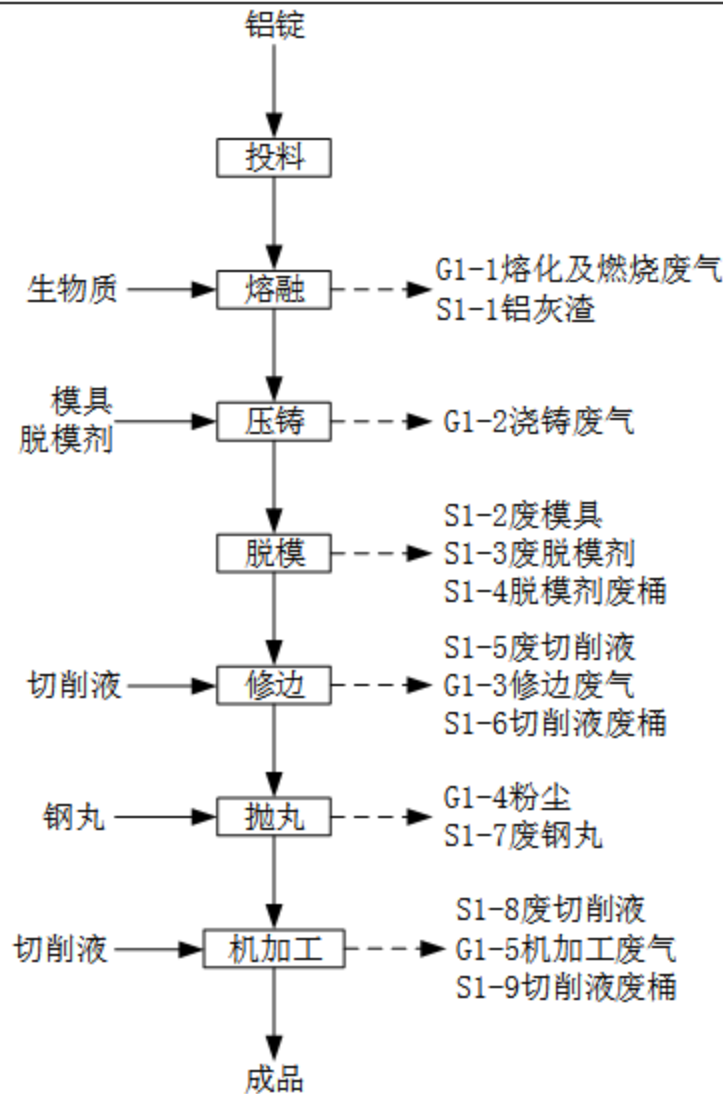 铝锭
投料
生物质
熔融
G1-1熔化及燃烧废气
S1-1铝灰渣
模具
脱模剂
压铸
G1-2浇铸废气
脱模
S1-2废模具
S1-3废脱模剂
S1-4脱模剂废桶
切削液
修边
S1-5废切削液
G1-3修边废气
S1-6切削液废桶
钢丸
抛丸
G1-4粉尘
S1-7废钢丸
切削液
机加工
S1-8废切削液
G1-5机加工废气
S1-9切削液废桶
成品